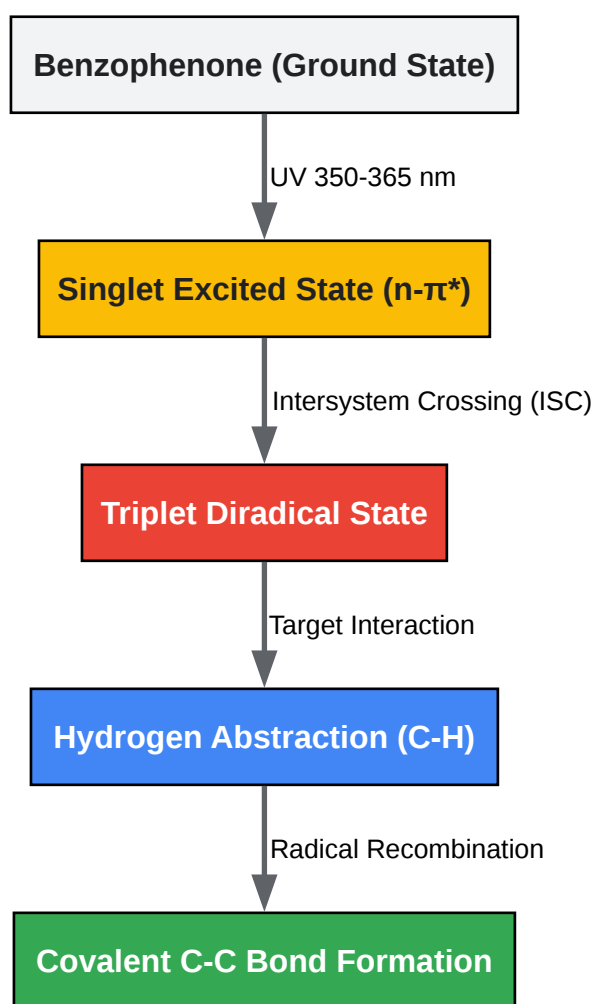 Benzophenone (Ground State)
UV 350-365 nm
Singlet Excited State (n-π*)
Intersystem Crossing (ISC)
Triplet Diradical State
Target Interaction
Hydrogen Abstraction (C-H)
Radical Recombination
Covalent C-C Bond Formation